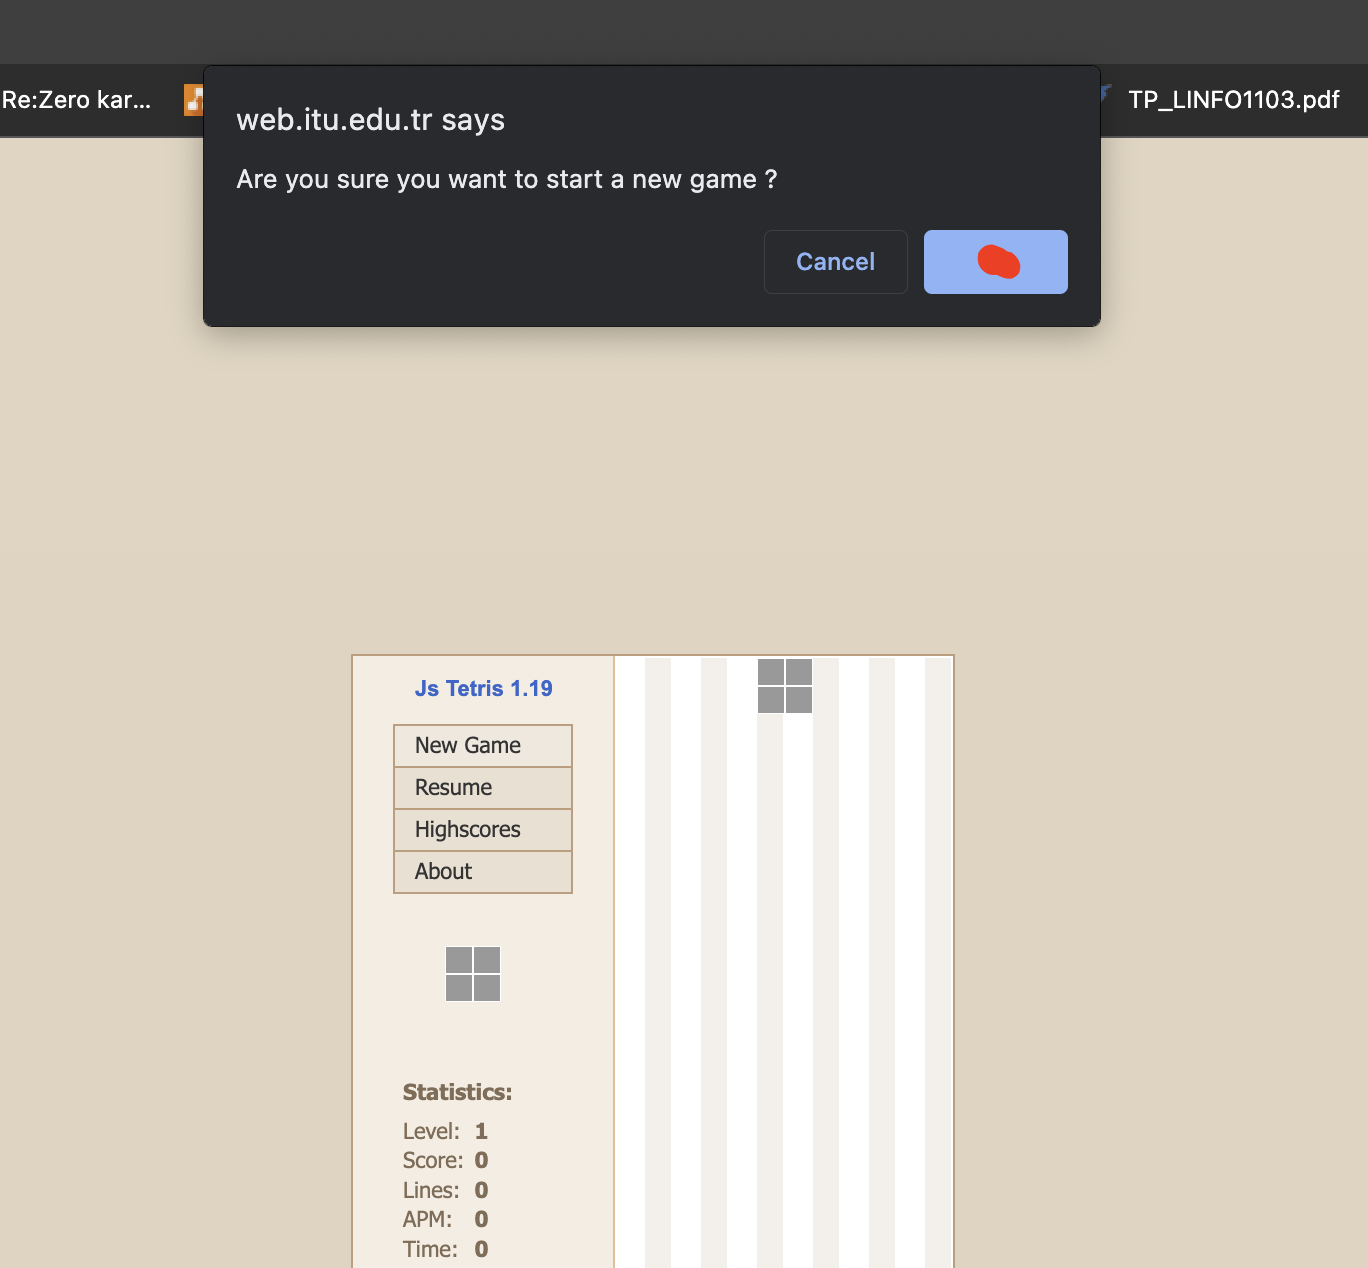 Re:Zero kar...
TP_LINFO1103.pdf
web.itu.edu.tr says
Are you sure you want to start a new game ?
Cancel
Js Tetris 1.19
New Game
Resume
Highscores
About
Statistics:
Level: 1
Score: 0
Lines: 0
APM: 0
Time: 0